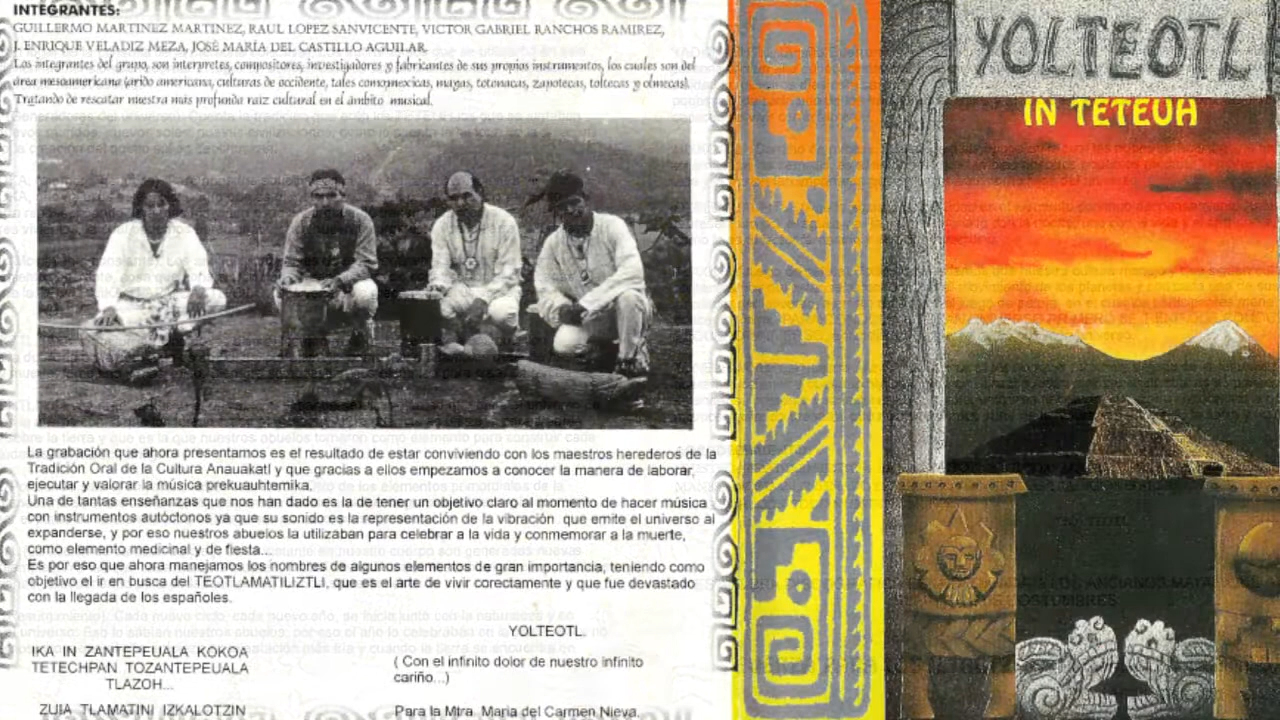 INTEGRANTES:
GUILLERMO MARTINEZ MARTINEZ, RAUL LOPEZ SANVICENTE, VICTOR GABRIEL RANCHOS RAMIREZ,
J. ENRIQUE VELADIZ MEZA, JOSÉ MARÍA DEL CASTILLO AGUILAR.
Los integrantes del grupo, son interpretes, compositores, investigadores y fabricantes de sus propios instrumentos, los cuales son del
área mesoamericana (arido americana, culturas de occidente, tales como mexicas, mayas, totonacas, zapotecas, toltecas y olmecas).
Tratando de rescatar nuestra más profunda raiz cultural en el ámbito musical.
La grabación que ahora presentamos es el resultado de estar conviviendo con los maestros herederos de la
Tradición Oral de la Cultura Anauakatl y que gracias a ellos empezamos a conocer la manera de laborar,
ejecutar y valorar la música prekuauhtemika.
Una de tantas enseñanzas que nos han dado es la de tener un objetivo claro al momento de hacer música
con instrumentos autóctonos ya que su sonido es la representación de la vibración que emite el universo al
expanderse, y por eso nuestros abuelos la utilizaban para celebrar a la vida y conmemorar a la muerte,
como elemento medicinal y de fiesta...
Es por eso que ahora manejamos los nombres de algunos elementos de gran importancia, teniendo como
objetivo el ir en busca del TEOTLAMATILIZTLI, que es el arte de vivir corectamente y que fue devastado
con la llegada de los españoles.
YOLTEOTL.
IKA IN ZANTEPEUALA KOKOA
TETECHPAN TOZANTEPEUALA
TLAZOH...
( Con el infinito dolor de nuestro infinito
cariño...)
ZUIA TLAMATINI IZKALOTZIN
Para la Mtra. Maria del Carmen Nieva.
YOLTEOTL
IN TETEUH